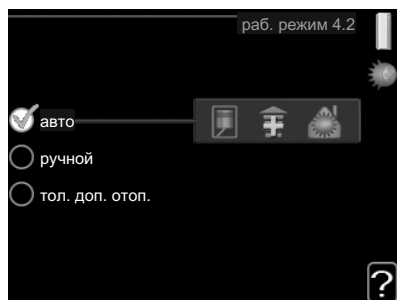 раб. режим 4.2
авто
ручной
тол. доп. отоп.
?